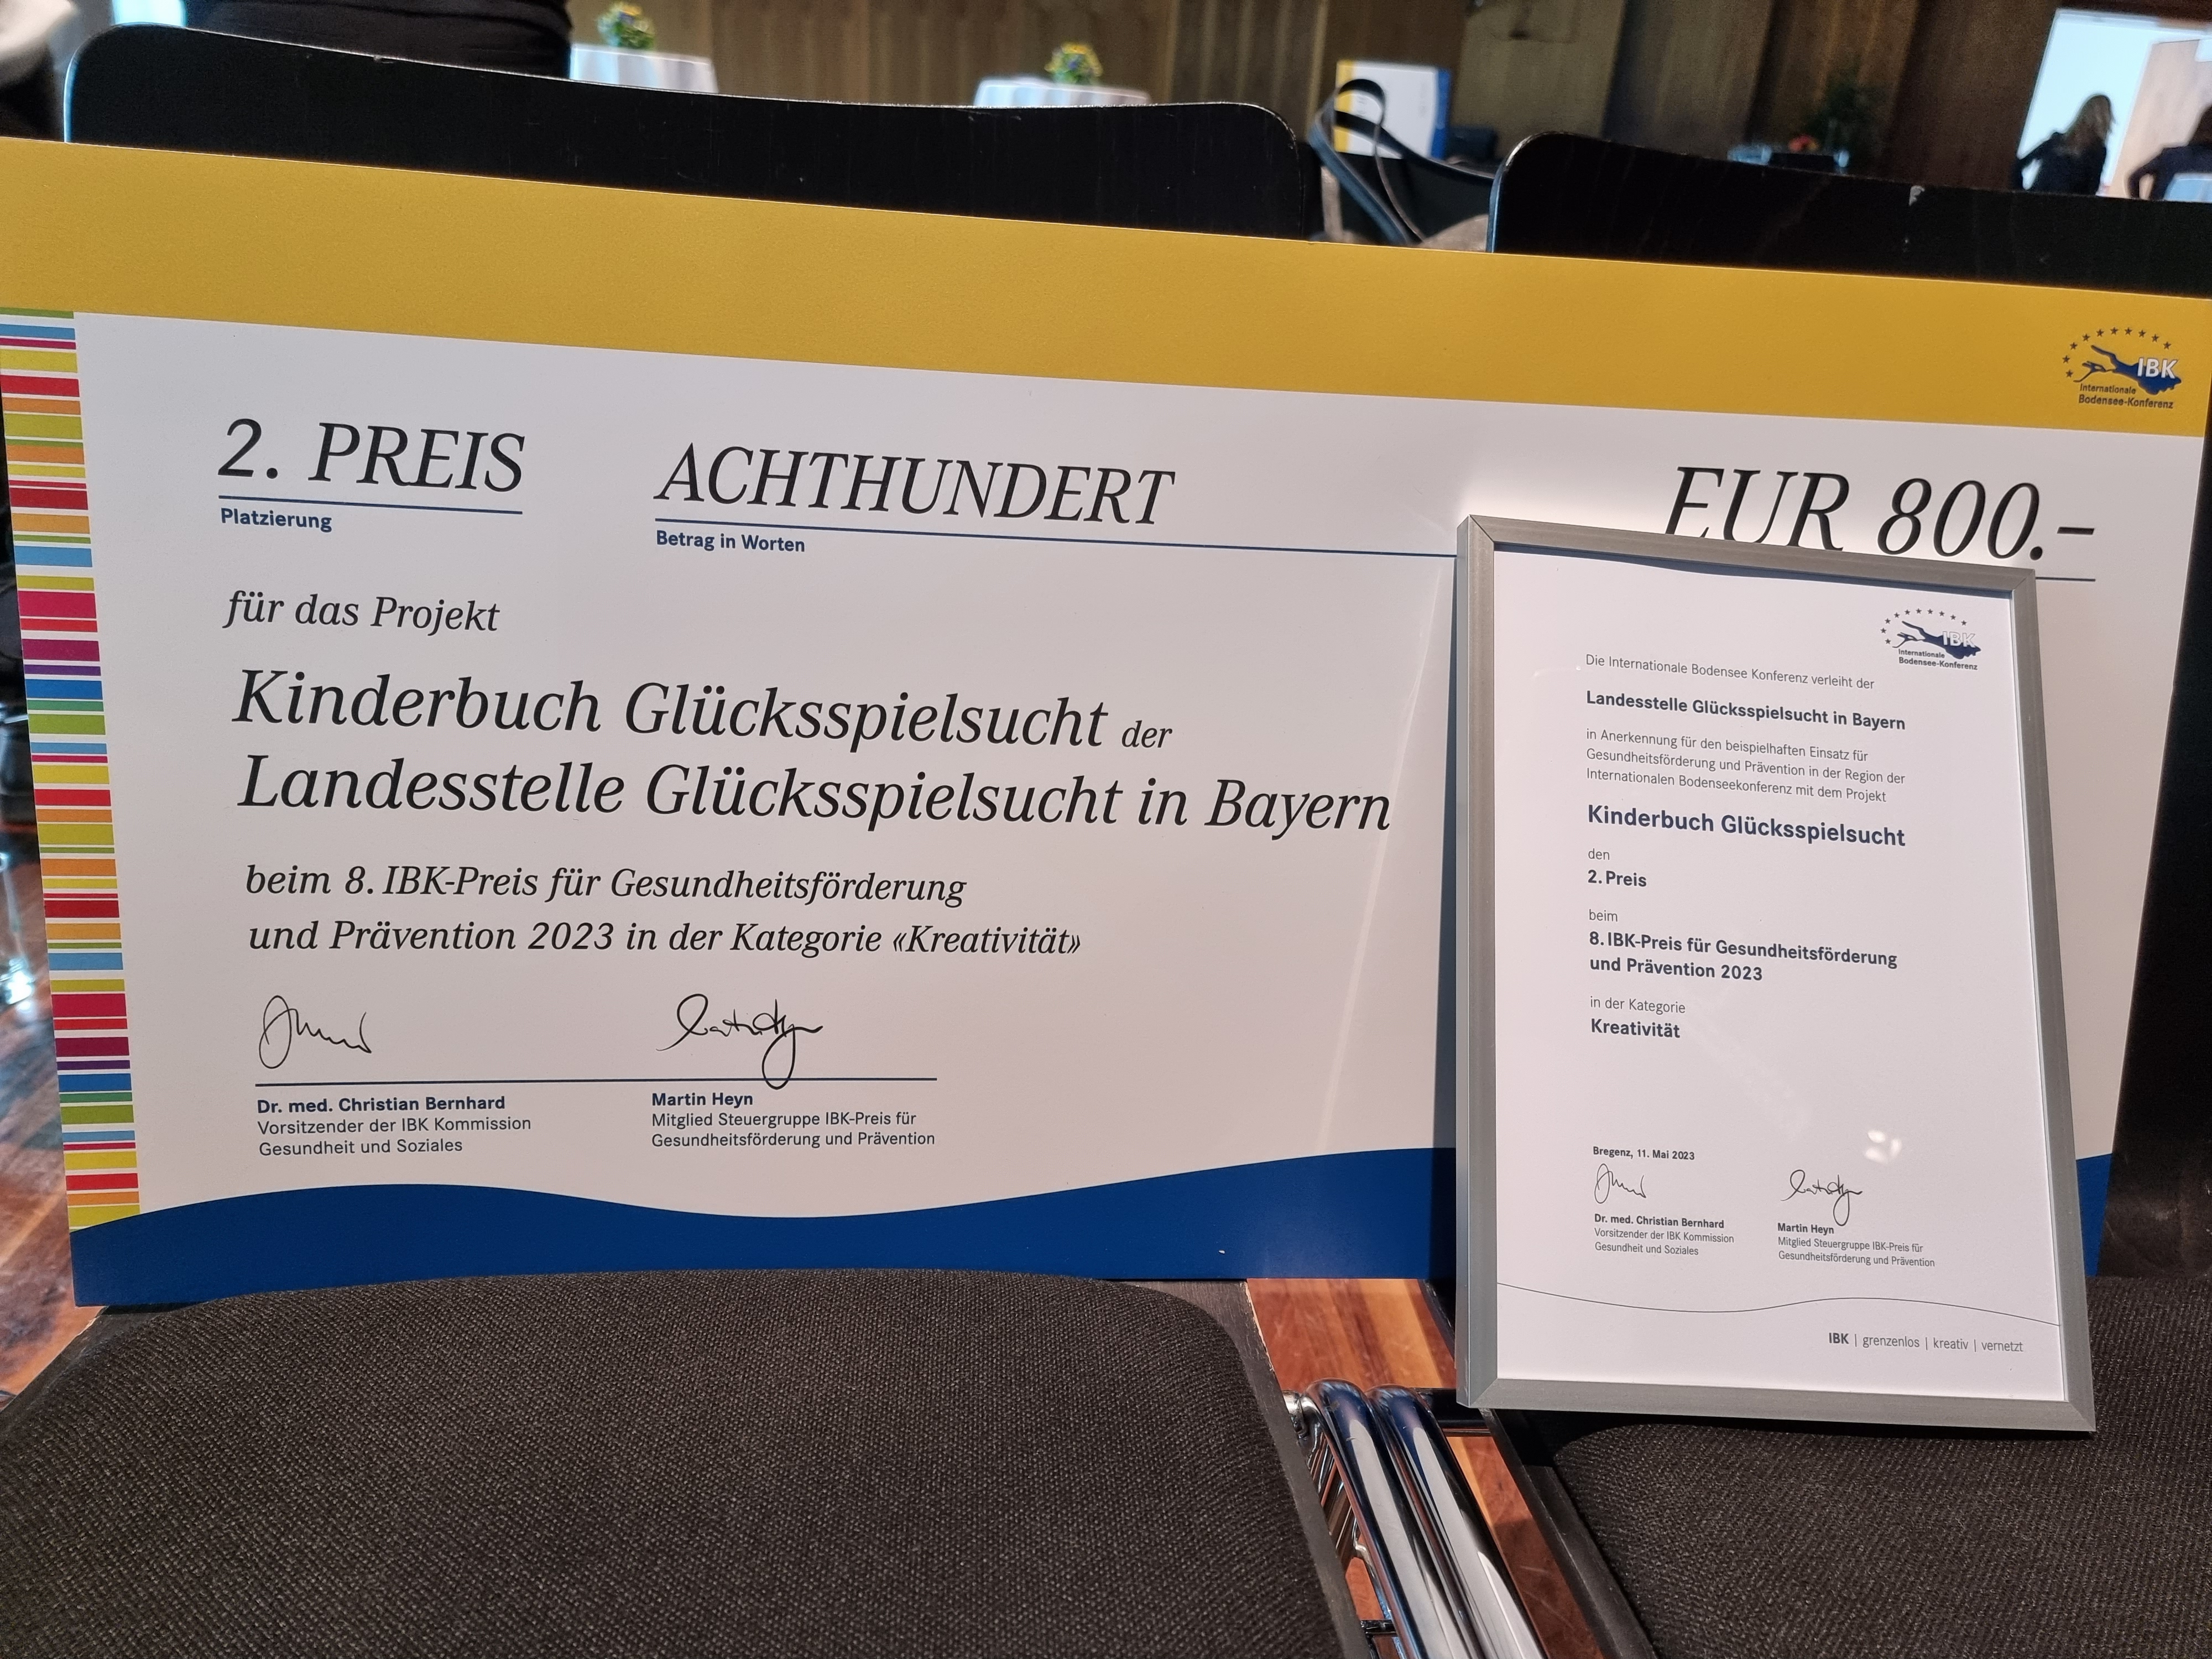 IBK
Internationale
Bodensee-Konferenz
2. PREIS
Platzierung
ACHTHUNDERT
Betrag in Worten
EUR 800.-
für das Projekt
Kinderbuch Glücksspielsucht der
Landesstelle Glücksspielsucht in Bayern
beim 8. IBK-Preis für Gesundheitsförderung
und Prävention 2023 in der Kategorie «Kreativität»
Dr. med. Christian Bernhard
Vorsitzender der IBK Kommission
Gesundheit und Soziales
Martin Heyn
Mitglied Steuergruppe IBK-Preis für
Gesundheitsförderung und Prävention
IBK
Internationale
Bodensee-Konferenz
Die Internationale Bodensee Konferenz verleiht der
Landesstelle Glücksspielsucht in Bayern
in Anerkennung für den beispielhaften Einsatz für
Gesundheitsförderung und Prävention in der Region der
Internationalen Bodenseekonferenz mit dem Projekt
Kinderbuch Glücksspielsucht
den
2. Preis
beim
8. IBK-Preis für Gesundheitsförderung
und Prävention 2023
in der Kategorie
Kreativität
Bregenz, 11. Mai 2023
Dr. med. Christian Bernhard
Vorsitzender der IBK Kommission
Gesundheit und Soziales
Martin Heyn
Mitglied Steuergruppe IBK-Preis für
Gesundheitsförderung und Prävention
IBK | grenzenlos | kreativ | vernetzt